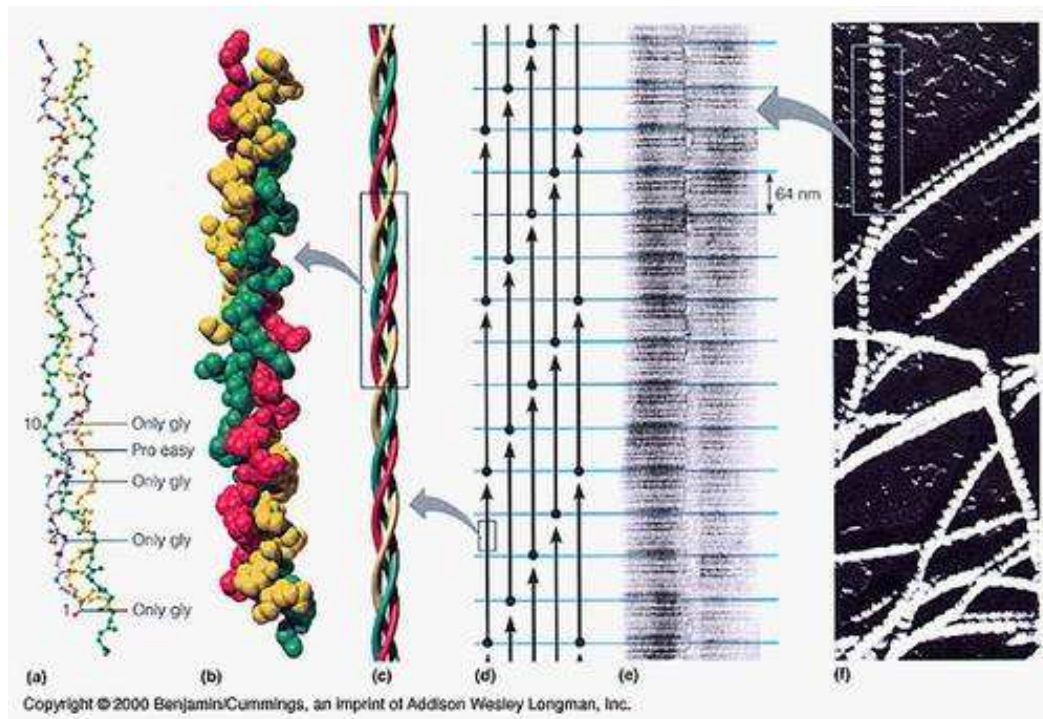 64 nm
10
Only gly
Pro easy
7
Only gly
Only gly
1
Only gly
(a)
(b)
(c)
(d)
(e)
(f)
Copyright © 2000 Benjamin/Cummings, an imprint of Addison Wesley Longman, Inc.